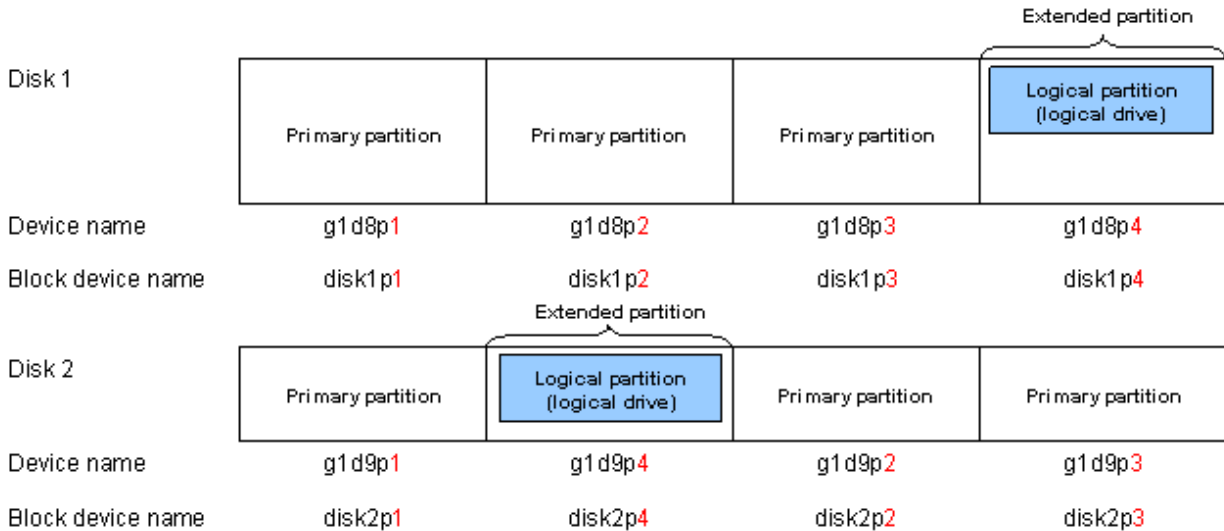 Extended partition
Disk 1
Primary partition Primary partition Primary partition Logical partition
(logical drive)
Device name g1d8p1 g1d8p2 g1d8p3 g1d8p4
Block device name disk1p1 disk1p2 disk1p3 disk1p4
Extended partition
Disk 2
Primary partition Logical partition
(logical drive) Primary partition Primary partition
Device name g1d9p1 g1d9p4 g1d9p2 g1d9p3
Block device name disk2p1 disk2p4 disk2p2 disk2p3